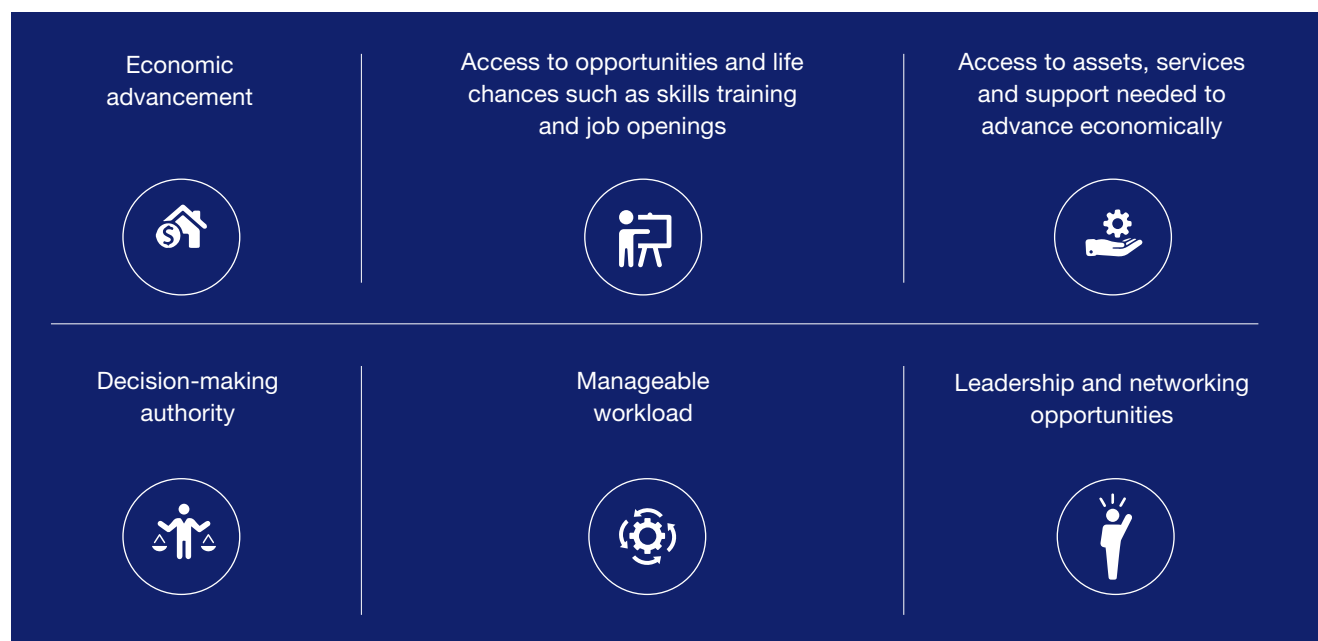 Economic
advancement
Access to opportunities and life
chances such as skills training
and job openings
Access to assets, services
and support needed to
advance economically
$
Decision-making
authority
Manageable
workload
Leadership and networking
opportunities